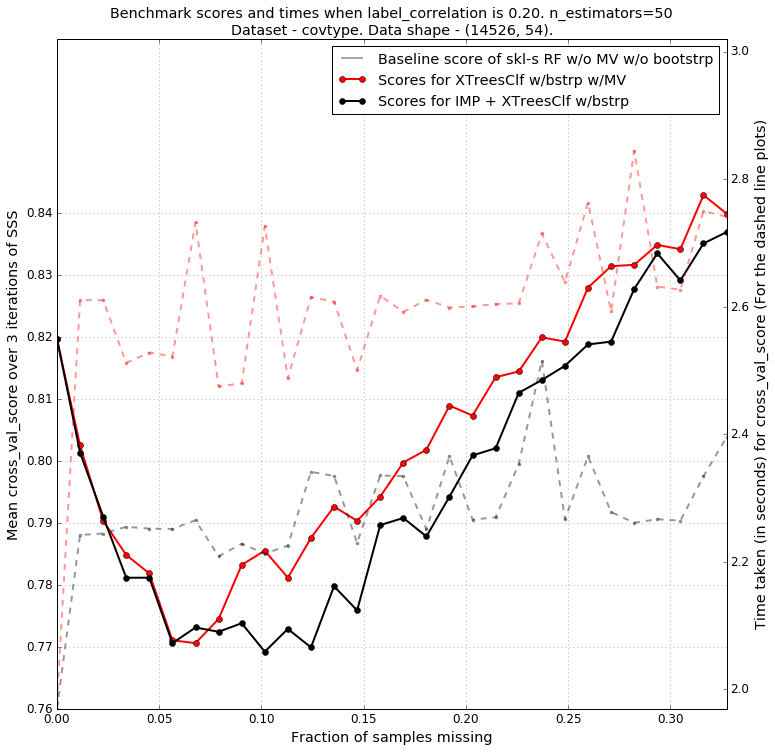 Benchmark scores and times when label_correlation is 0.20. n_estimators=50
Dataset - covtype. Data shape - (14526, 54).
Baseline score of skl-s RF w/o MV w/o bootstrp
Scores for XTreesClf w/bstrp w/MV
Scores for IMP + XTreesClf w/bstrp
Mean cross_val_score over 3 iterations of SSS
0.84
0.83
0.82
0.81
0.80
0.79
0.78
0.77
0.76
0.00
0.05
0.10
0.15
0.20
0.25
0.30
Fraction of samples missing
3.0
2.8
2.6
2.4
2.2
2.0
Time taken (in seconds) for cross_val_score (For the dashed line plots)